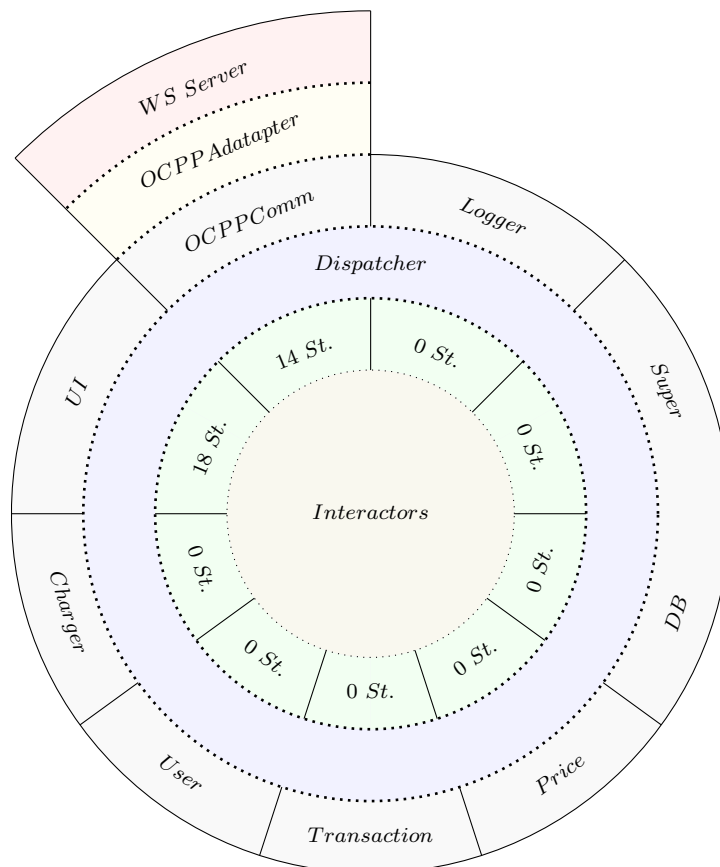 WS Server
OCPPAdatapter
OCPPComm
Logger
Dispatcher
14 St.
0 St.
UI
Super
18 St.
0 St.
Interactors
0 St.
0 St.
Charger
DB
0 St.
0 St.
0 St.
User
Price
Transaction